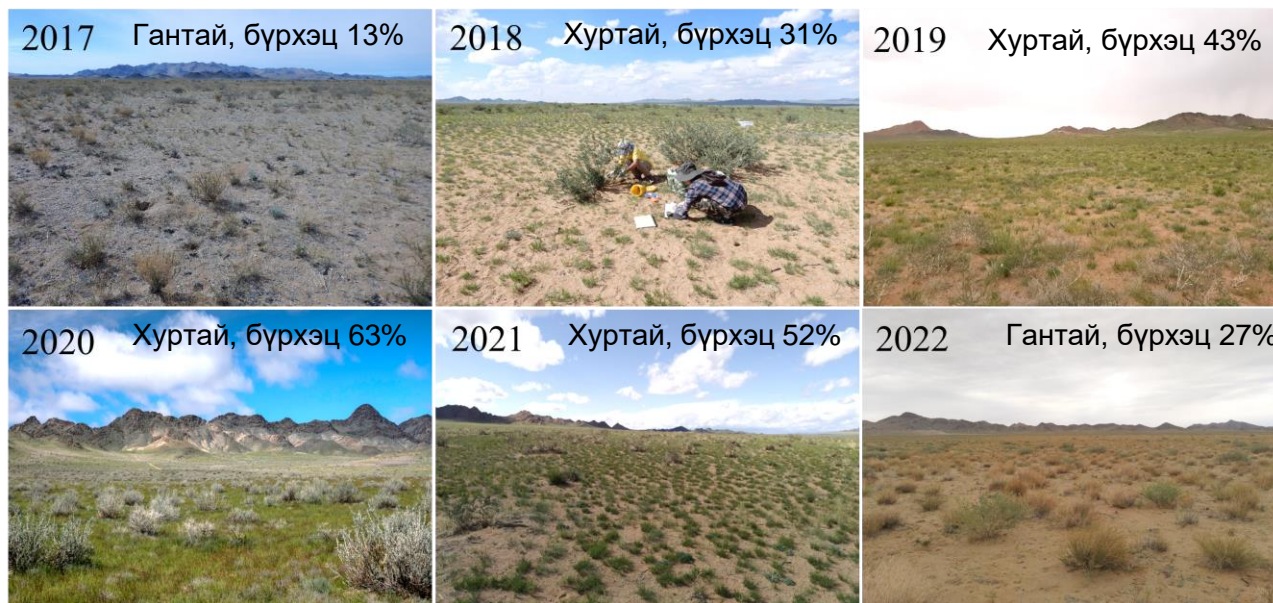 2017 Гантай, бүрхэц 13%
2018 Хуртай, бүрхэц 31%
2019 Хуртай, бүрхэц 43%
2020 Хуртай, бүрхэц 63%
2021 Хуртай, бүрхэц 52%
2022 Гантай, бүрхэц 27%